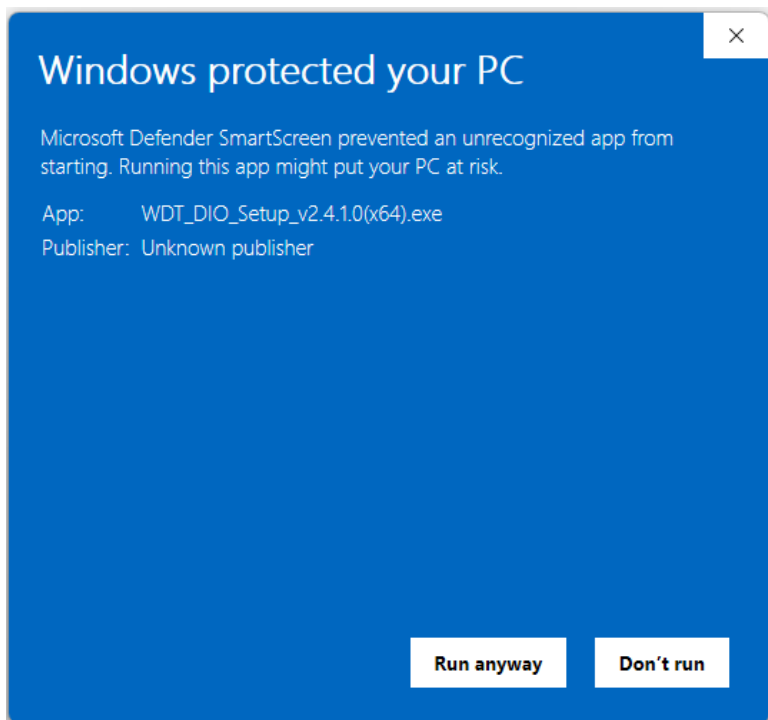 Windows protected your PC
Microsoft Defender SmartScreen prevented an unrecognized app from
starting. Running this app might put your PC at risk.
App: WDT_DIO_Setup_v2.4.1.0(x64).exe
Publisher: Unknown publisher
Run anyway Don't run